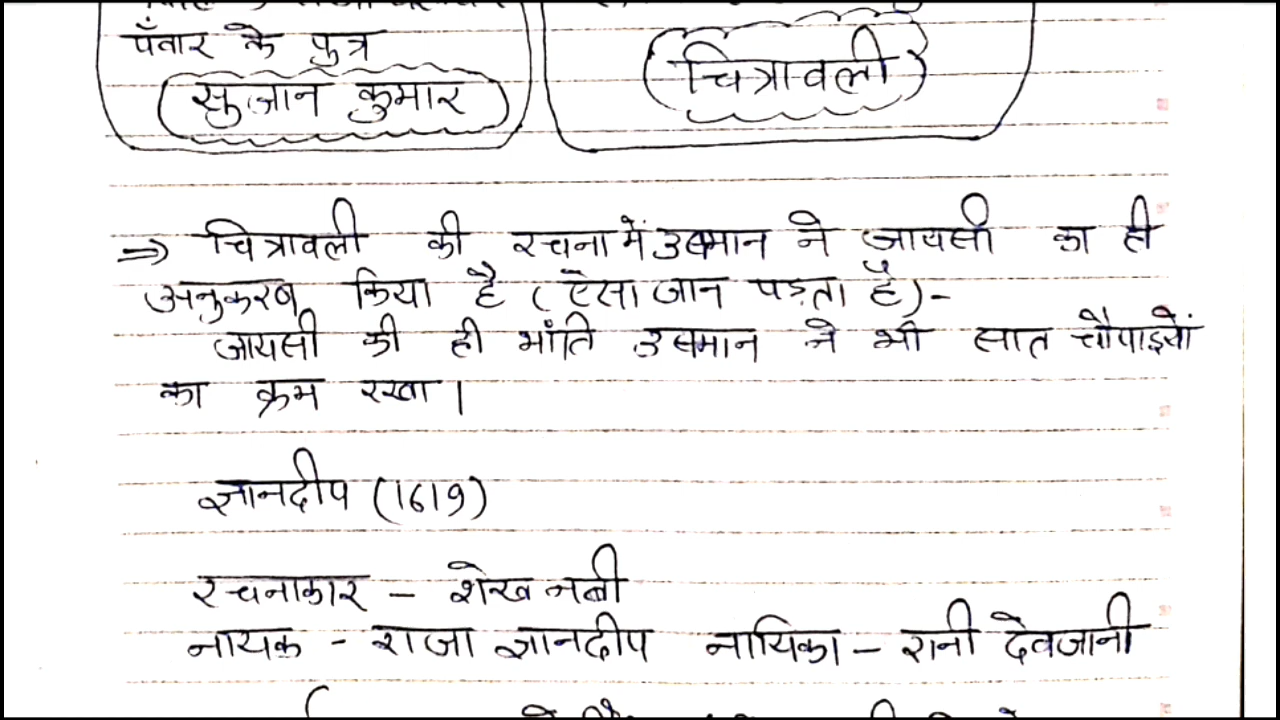 पँवार के पुत्र
सुजान कुमार
चित्रावली
⇒ चित्रावली की रचना में उसमान ने जायसी का ही
अनुकरण किया है (ऐसा जान पड़ता है)-
जायसी की ही भाँति उसमान ने भी सात चौपाइयों
का क्रम रखा।
ज्ञानदीप (1619)
रचनाकार - शेख नबी
नायक - राजा ज्ञानदीप नायिका - रानी देवजानी